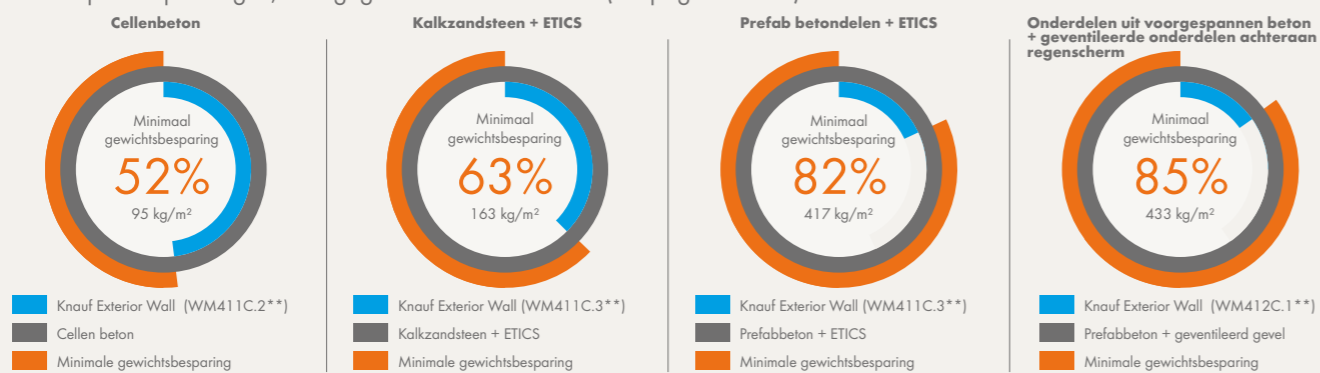 Cellenbeton
Minimaal
gewichtsbesparing
52%
95 kg/m²
Knauf Exterior Wall (WM411C.2**)
Cellen beton
Minimale gewichtsbesparing
Kalkzandsteen + ETICS
Minimaal
gewichtsbesparing
63%
163 kg/m²
Knauf Exterior Wall (WM411C.3**)
Kalkzandsteen + ETICS
Minimale gewichtsbesparing
Prefab betondelen + ETICS
Minimaal
gewichtsbesparing
82%
417 kg/m²
Knauf Exterior Wall (WM411C.3**)
Prefabbeton + ETICS
Minimale gewichtsbesparing
Onderdelen uit voorgespannen beton
+ geventileerde onderdelen achteraan
regenscherm
Minimaal
gewichtsbesparing
85%
433 kg/m²
Knauf Exterior Wall (WM412C.1**)
Prefabbeton + geventileerd gevel
Minimale gewichtsbesparing